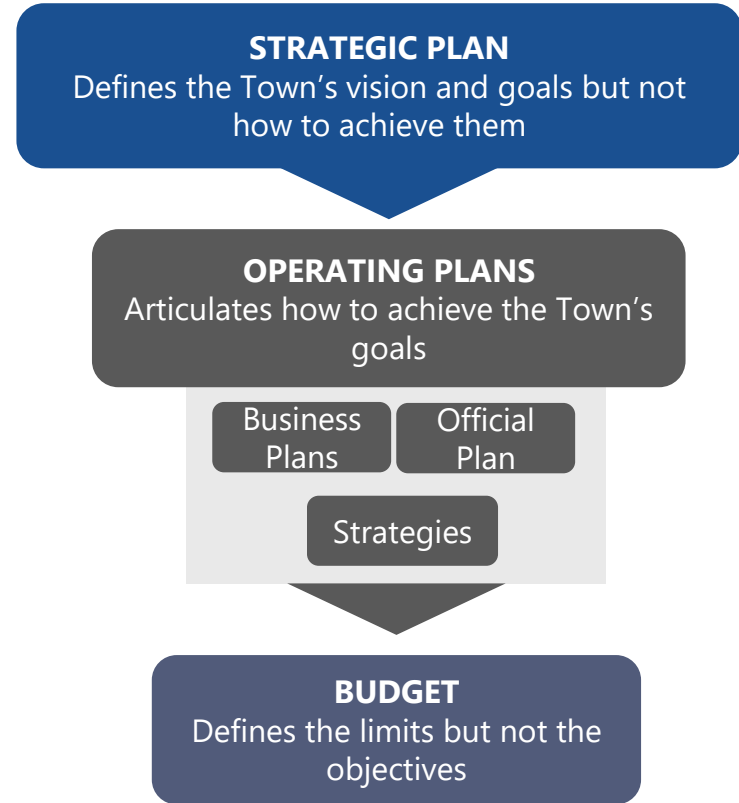 STRATEGIC PLAN
Defines the Town’s vision and goals but not
how to achieve them
OPERATING PLANS
Articulates how to achieve the Town’s
goals
Business
Plans
Official
Plan
Strategies
BUDGET
Defines the limits but not the
objectives